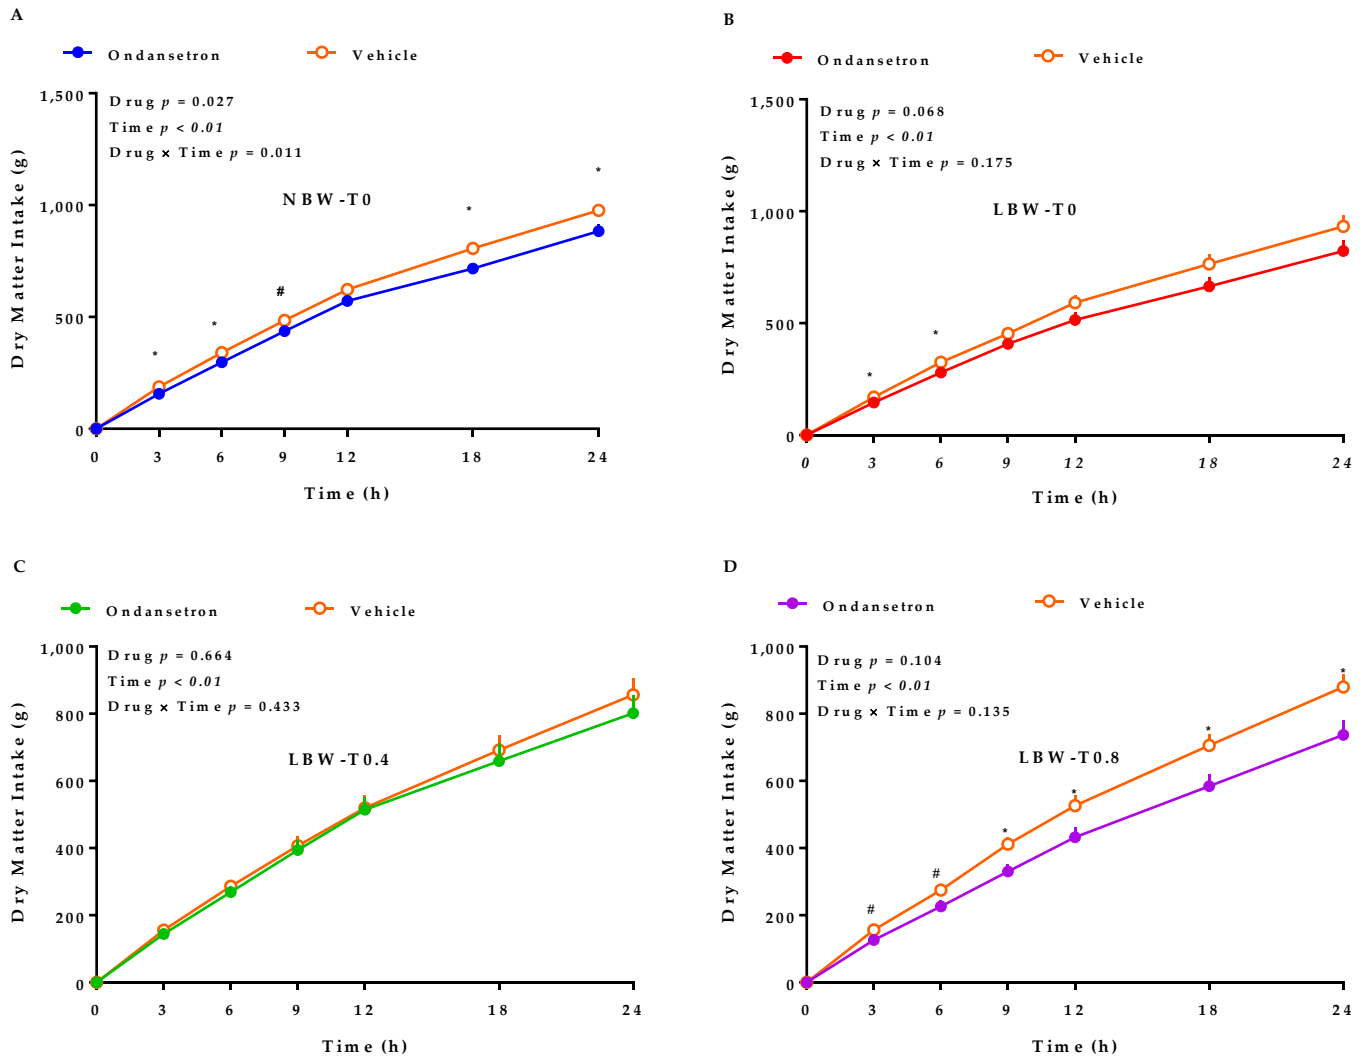 A
Ondansetron Vehicle
1,500
1,000
500
0
Dry Matter Intake (g)
Drug p = 0.027
Time p < 0.01
Drug × Time p = 0.011
NBW-T0
* * # * *
0 3 6 9 12 18 24
Time (h)
B
Ondansetron Vehicle
1,500
1,000
500
0
Dry Matter Intake (g)
Drug p = 0.068
Time p < 0.01
Drug × Time p = 0.175
LBW-T0
* *
0 3 6 9 12 18 24
Time (h)
C
Ondansetron Vehicle
1,000
800
600
400
200
0
Dry Matter Intake (g)
Drug p = 0.664
Time p < 0.01
Drug × Time p = 0.433
LBW-T0.4
0 3 6 9 12 18 24
Time (h)
D
Ondansetron Vehicle
1,000
800
600
400
200
0
Dry Matter Intake (g)
Drug p = 0.104
Time p < 0.01
Drug × Time p = 0.135
LBW-T0.8
# # * * * *
0 3 6 9 12 18 24
Time (h)